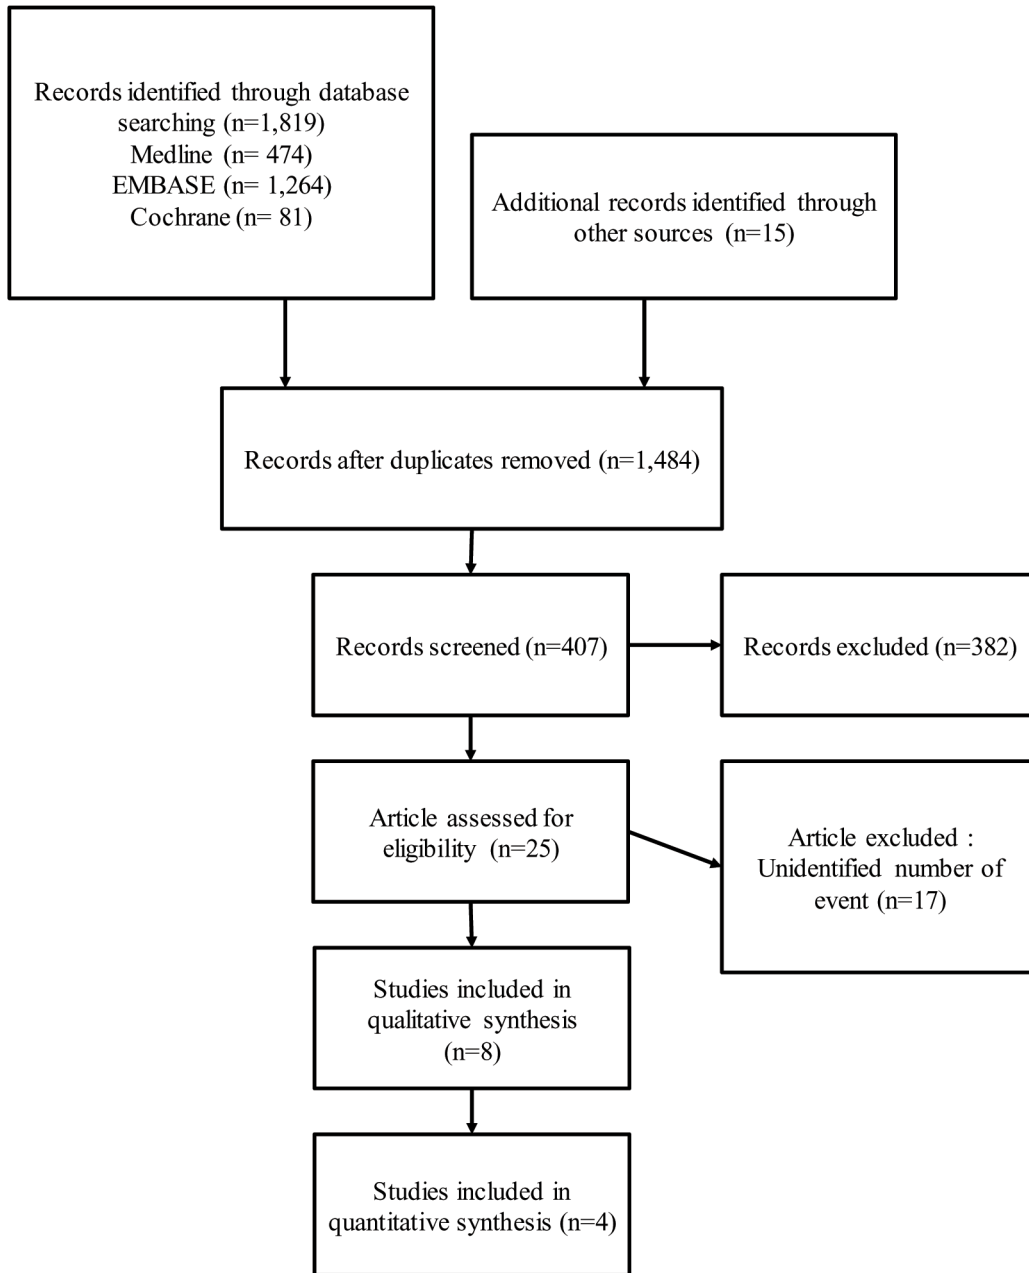 Records identified through database
searching (n=1,819)
Medline (n= 474)
EMBASE (n= 1,264)
Cochrane (n= 81)
Additional records identified through
other sources (n=15)
Records after duplicates removed (n=1,484)
Records screened (n=407)
Records excluded (n=382)
Article assessed for
eligibility (n=25)
Article excluded :
Unidentified number of
event (n=17)
Studies included in
qualitative synthesis
(n=8)
Studies included in
quantitative synthesis (n=4)